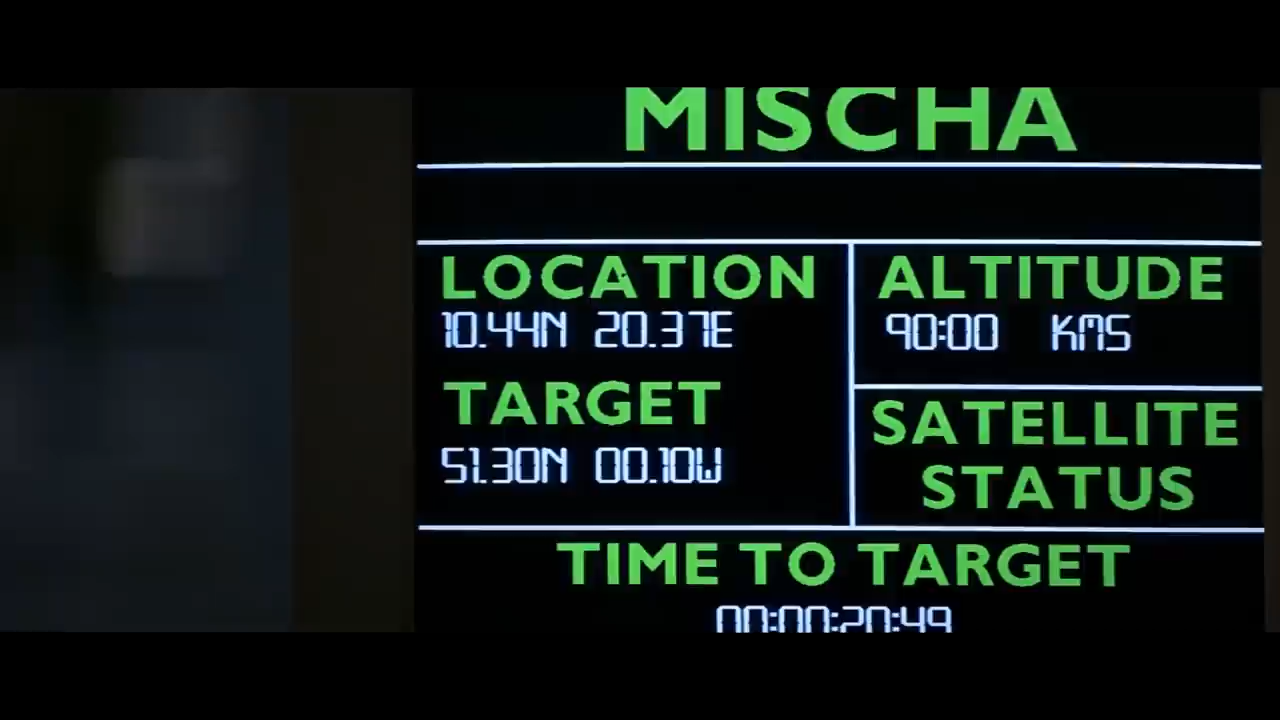 MISCHA
LOCATION
10.44N 20.37E
ALTITUDE
90:00 KMS
TARGET
51.30N 00.10W
SATELLITE
STATUS
TIME TO TARGET
00:00:20:49